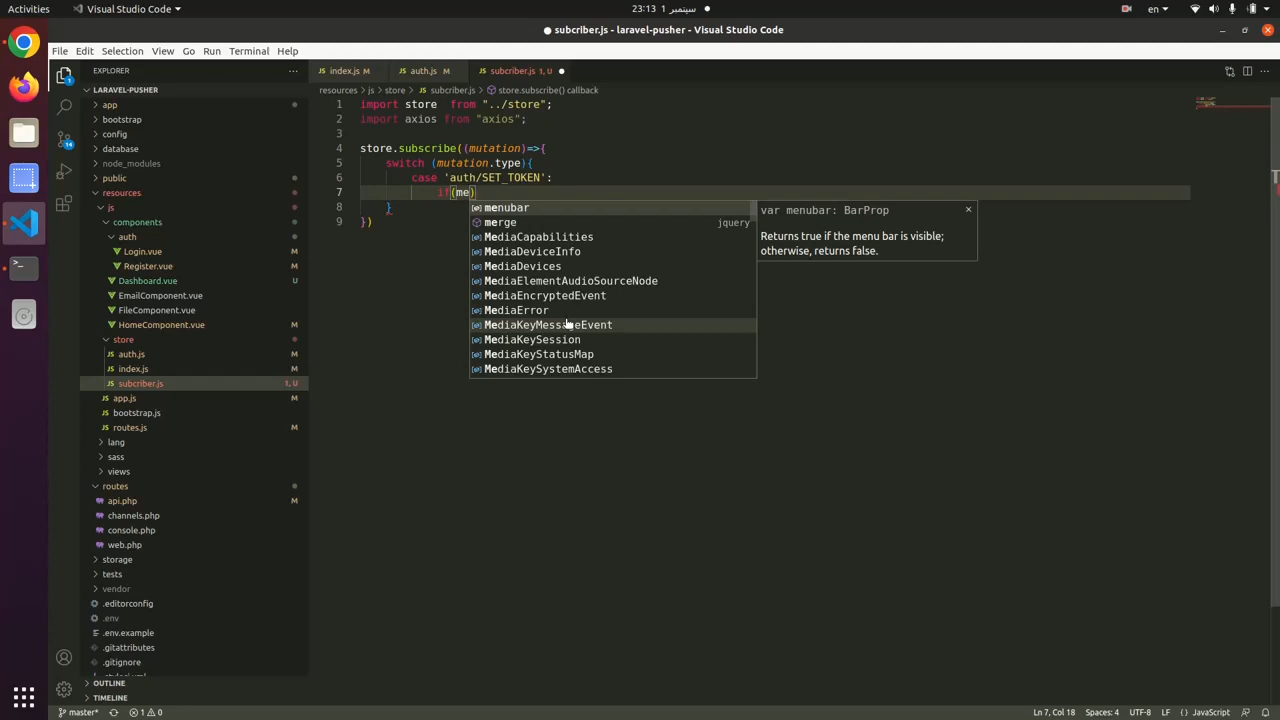 Activities
Visual Studio Code
سپتمبر 1 23:13
en
subcriber.js - laravel-pusher - Visual Studio Code
File Edit Selection View Go Run Terminal Help
EXPLORER
index.js M
auth.js M
subcriber.js 1, U
LARAVEL-PUSHER
resources > js > store > subcriber.js > store.subscribe() callback
app
bootstrap
config
database
node_modules
public
resources
js
components
auth
Login.vue U
Register.vue U
Dashboard.vue U
EmailComponent.vue
FileComponent.vue
HomeComponent.vue M
store
auth.js M
index.js M
subcriber.js 1, U
app.js M
bootstrap.js
routes.js M
lang
sass
views
routes
api.php M
channels.php
console.php
web.php
storage
tests
vendor
.editorconfig
.env
.env.example
.gitattributes
.gitignore
OUTLINE
TIMELINE
1 import store from "../store";
2 import axios from "axios";
3
4 store.subscribe((mutation)=>{
5 switch (mutation.type){
6 case 'auth/SET_TOKEN':
7 if(me)
8 }
9 })
menubar
merge jquery
MediaCapabilities
MediaDeviceInfo
MediaDevices
MediaElementAudioSourceNode
MediaEncryptedEvent
MediaError
MediaKeyMessageEvent
MediaKeySession
MediaKeyStatusMap
MediaKeySystemAccess
var menubar: BarProp
Returns true if the menu bar is visible;
otherwise, returns false.
1
14
master* 1 0
Ln 7, Col 18 Spaces: 4 UTF-8 LF {} JavaScript